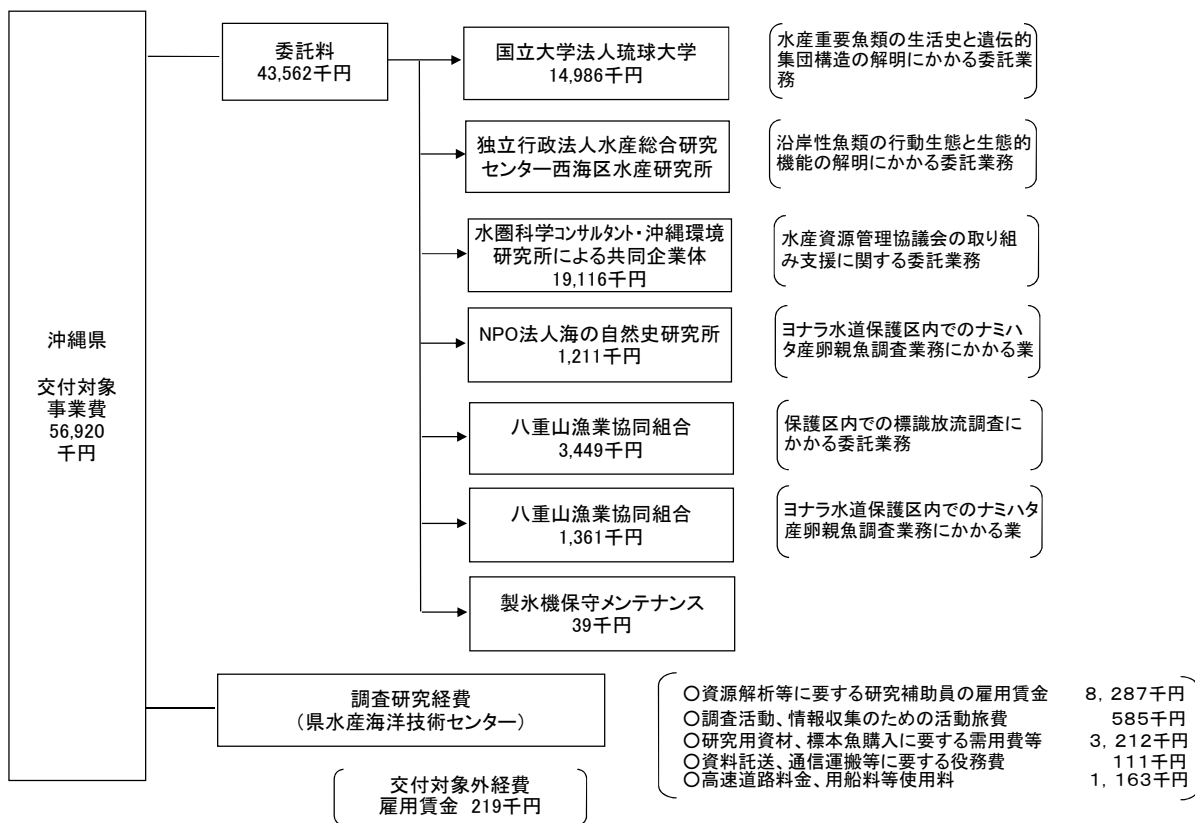 沖縄県
交付対象
事業費
56,920
千円
委託料
43,562千円
国立大学法人琉球大学
14,986千円
水産重要魚類の生活史と遺伝的
集団構造の解明にかかる委託業
務
独立行政法人水産総合研究
センター西海区水産研究所
沿岸性魚類の行動生態と生態的
機能の解明にかかる委託業務
水圏科学コンサルタント・沖縄環境
研究所による共同企業体
19,116千円
水産資源管理協議会の取り組
み支援に関する委託業務
NPO法人海の自然史研究所
1,211千円
ヨナラ水道保護区内でのナミハ
タ産卵親魚調査業務にかかる業
八重山漁業協同組合
3,449千円
保護区内での標識放流調査に
かかる委託業務
八重山漁業協同組合
1,361千円
ヨナラ水道保護区内でのナミハタ
産卵親魚調査業務にかかる業
製氷機保守メンテナンス
39千円
調査研究経費
(県水産海洋技術センター)
○資源解析等に要する研究補助員の雇用賃金 8,287千円
○調査活動、情報収集のための活動旅費 585千円
○研究用資材、標本魚購入に要する需用費等 3,212千円
○資料託送、通信運搬等に要する役務費 111千円
○高速道路料金、用船料等使用料 1,163千円
交付対象外経費
雇用賃金 219千円